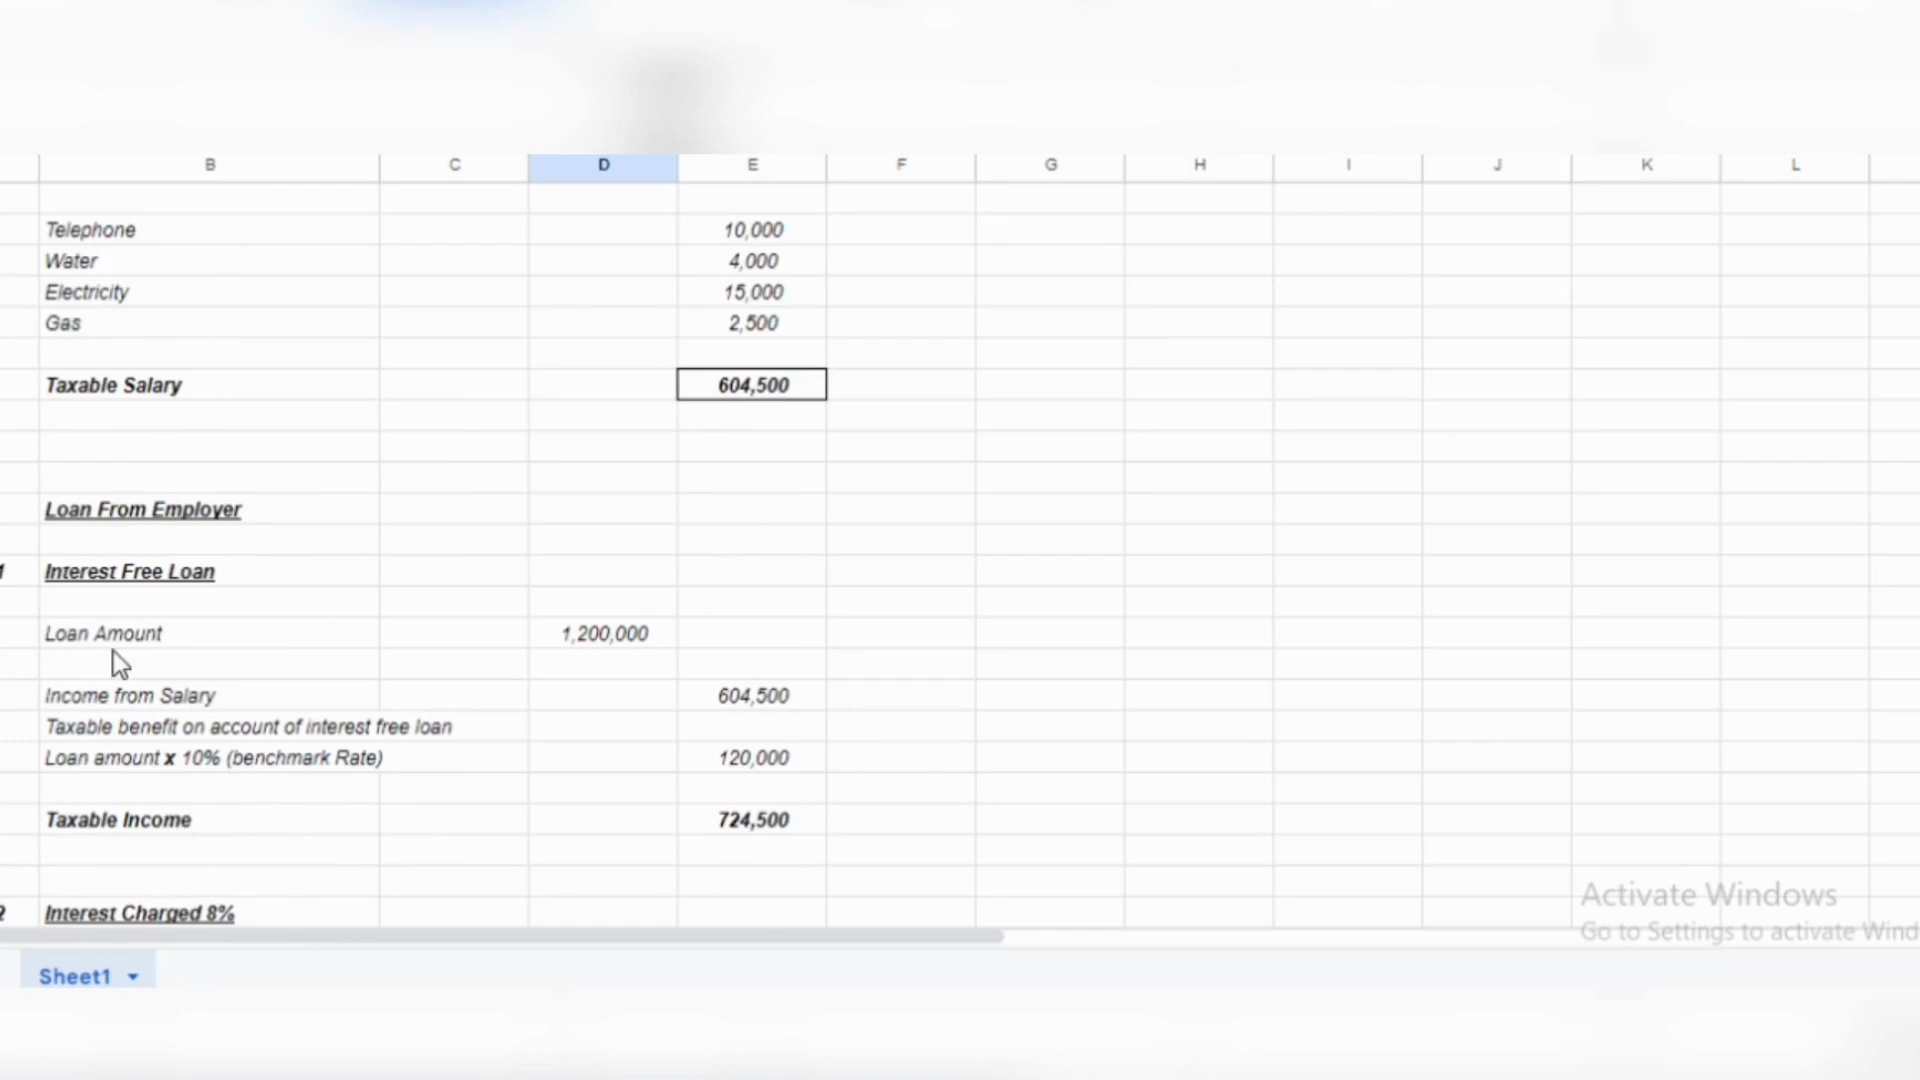 B C D E F G H I J K L
Telephone 10,000
Water 4,000
Electricity 15,000
Gas 2,500
Taxable Salary 604,500
Loan From Employer
1 Interest Free Loan
Loan Amount 1,200,000
Income from Salary 604,500
Taxable benefit on account of interest free loan
Loan amount x 10% (benchmark Rate) 120,000
Taxable Income 724,500
2 Interest Charged 8%
Activate Windows
Go to Settings to activate Wind
Sheet1